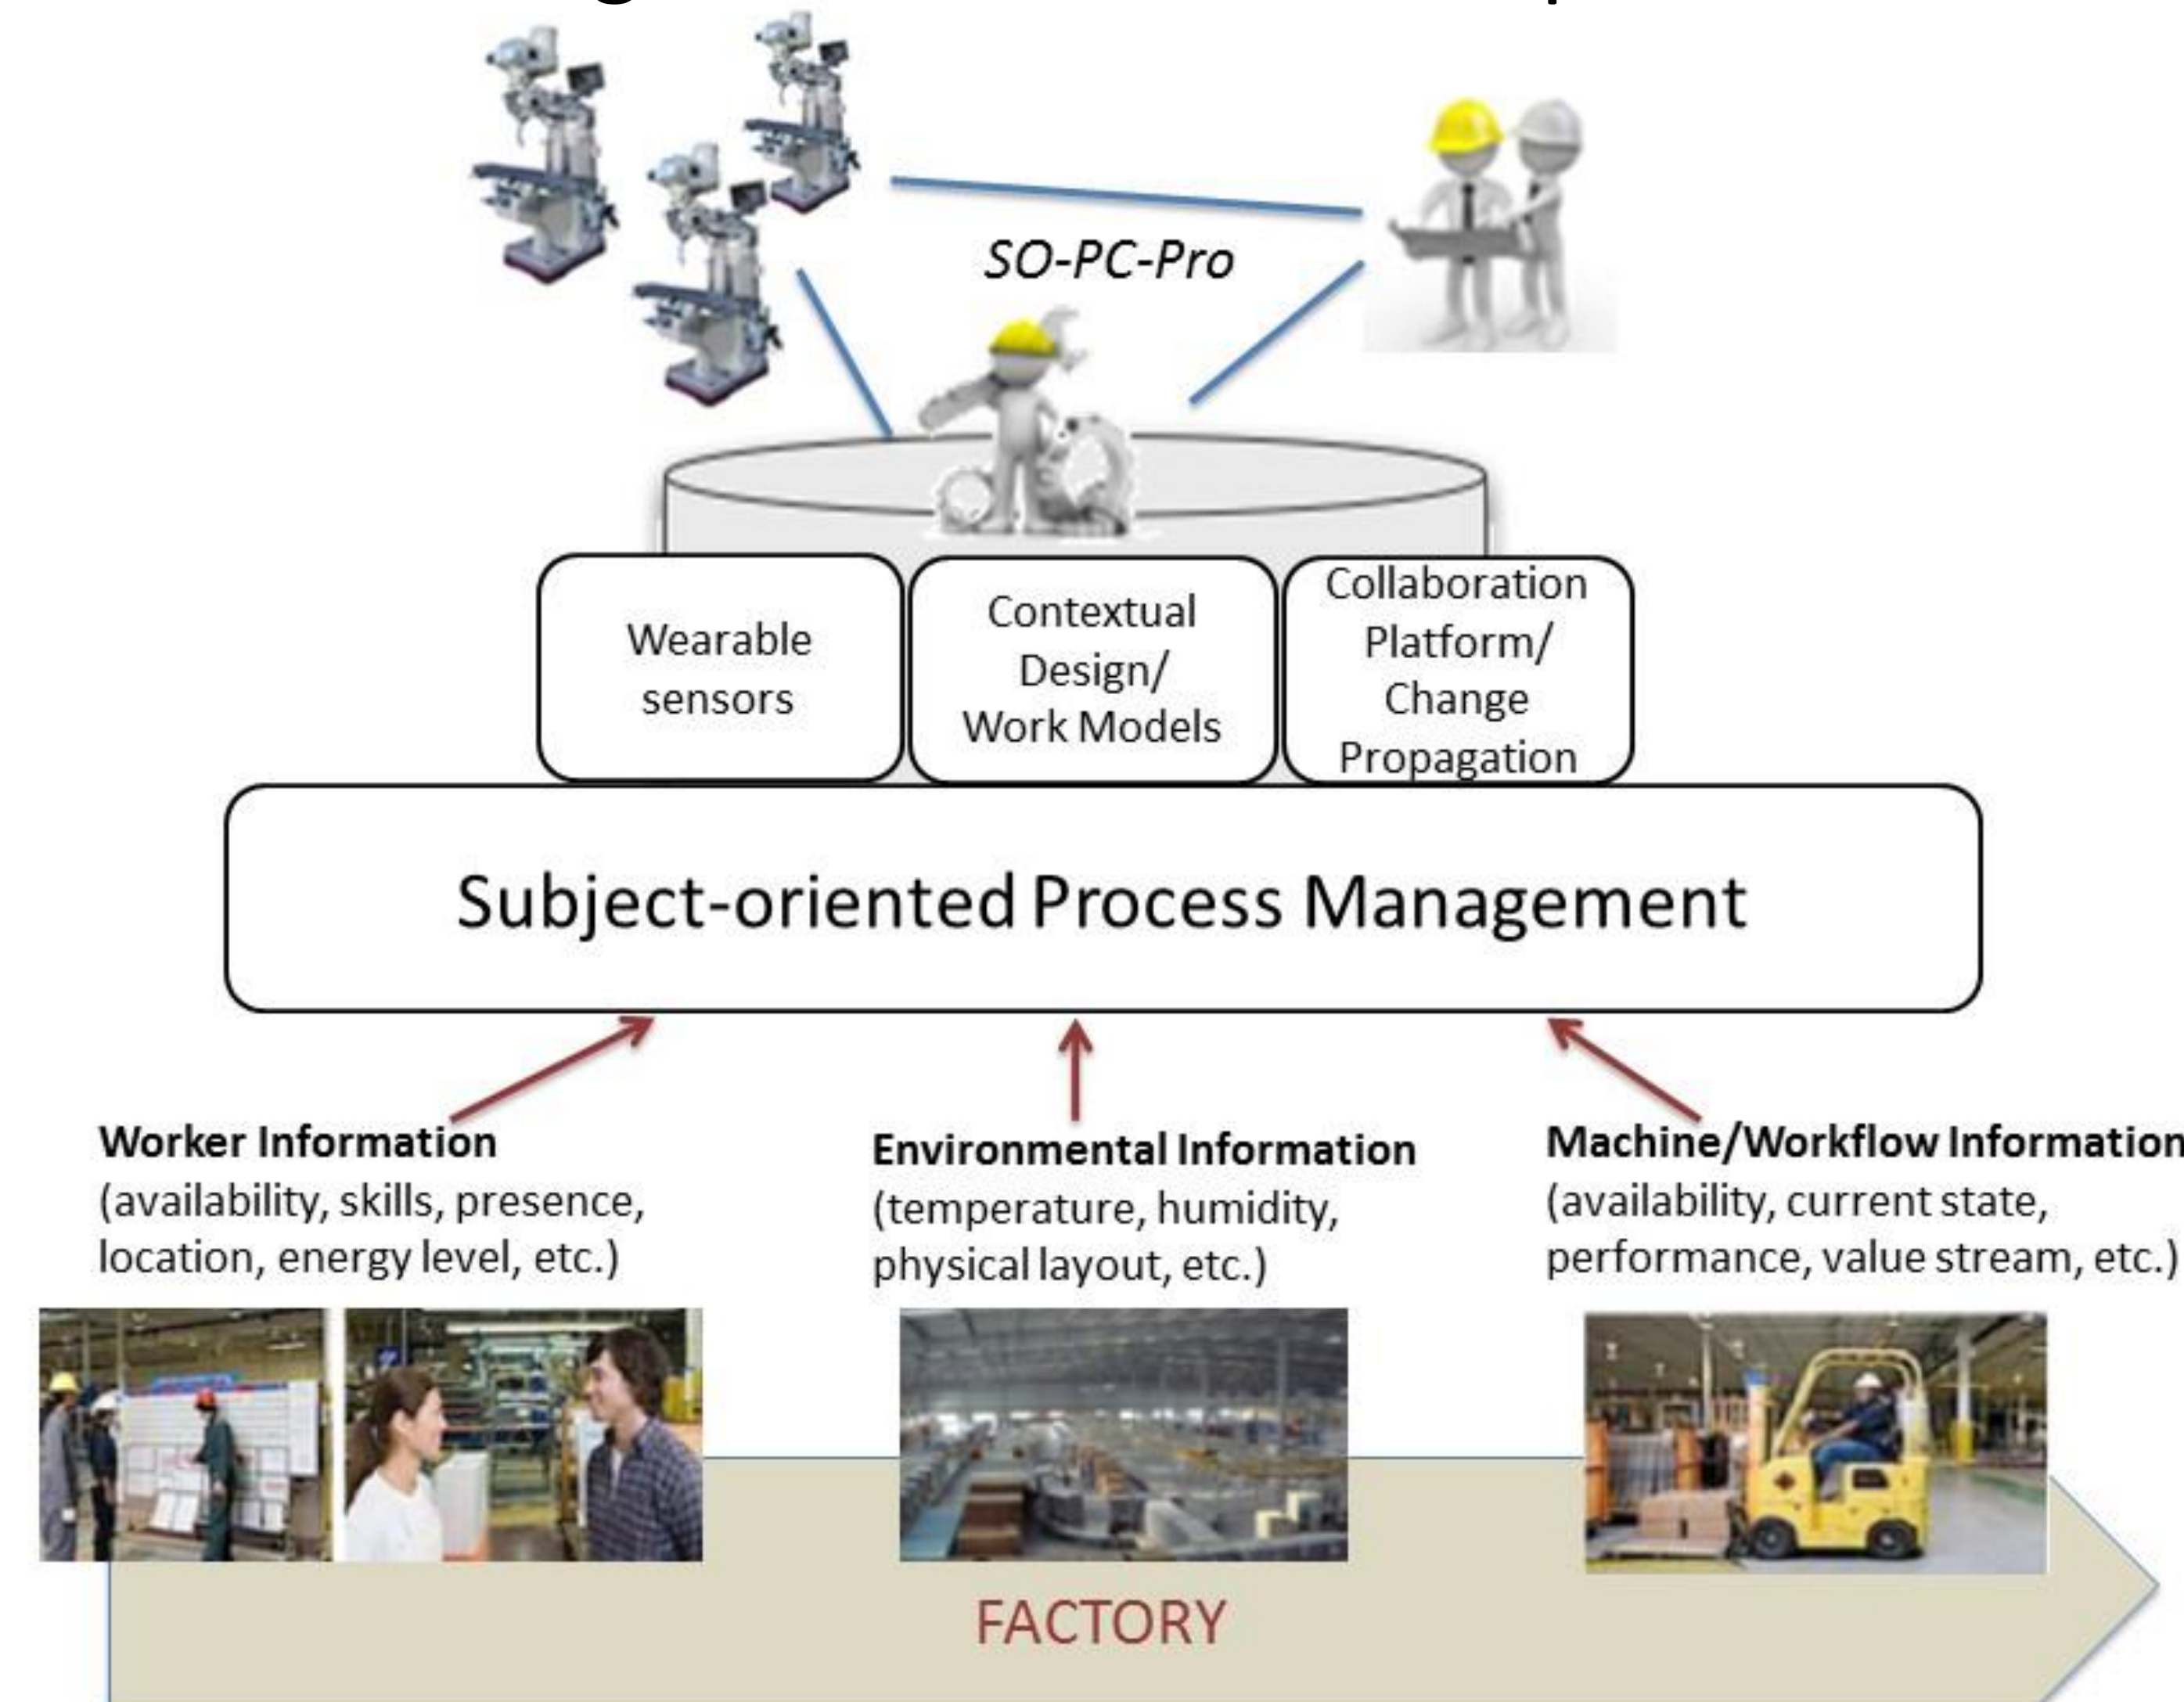 SO-PC-Pro
Wearable
sensors
Contextual
Design/
Work Models
Collaboration
Platform/
Change
Propagation
Subject-oriented Process Management
Worker Information
(availability, skills, presence,
location, energy level, etc.)
Environmental Information
(temperature, humidity,
physical layout, etc.)
Machine/Workflow Information
(availability, current state,
performance, value stream, etc.)
FACTORY